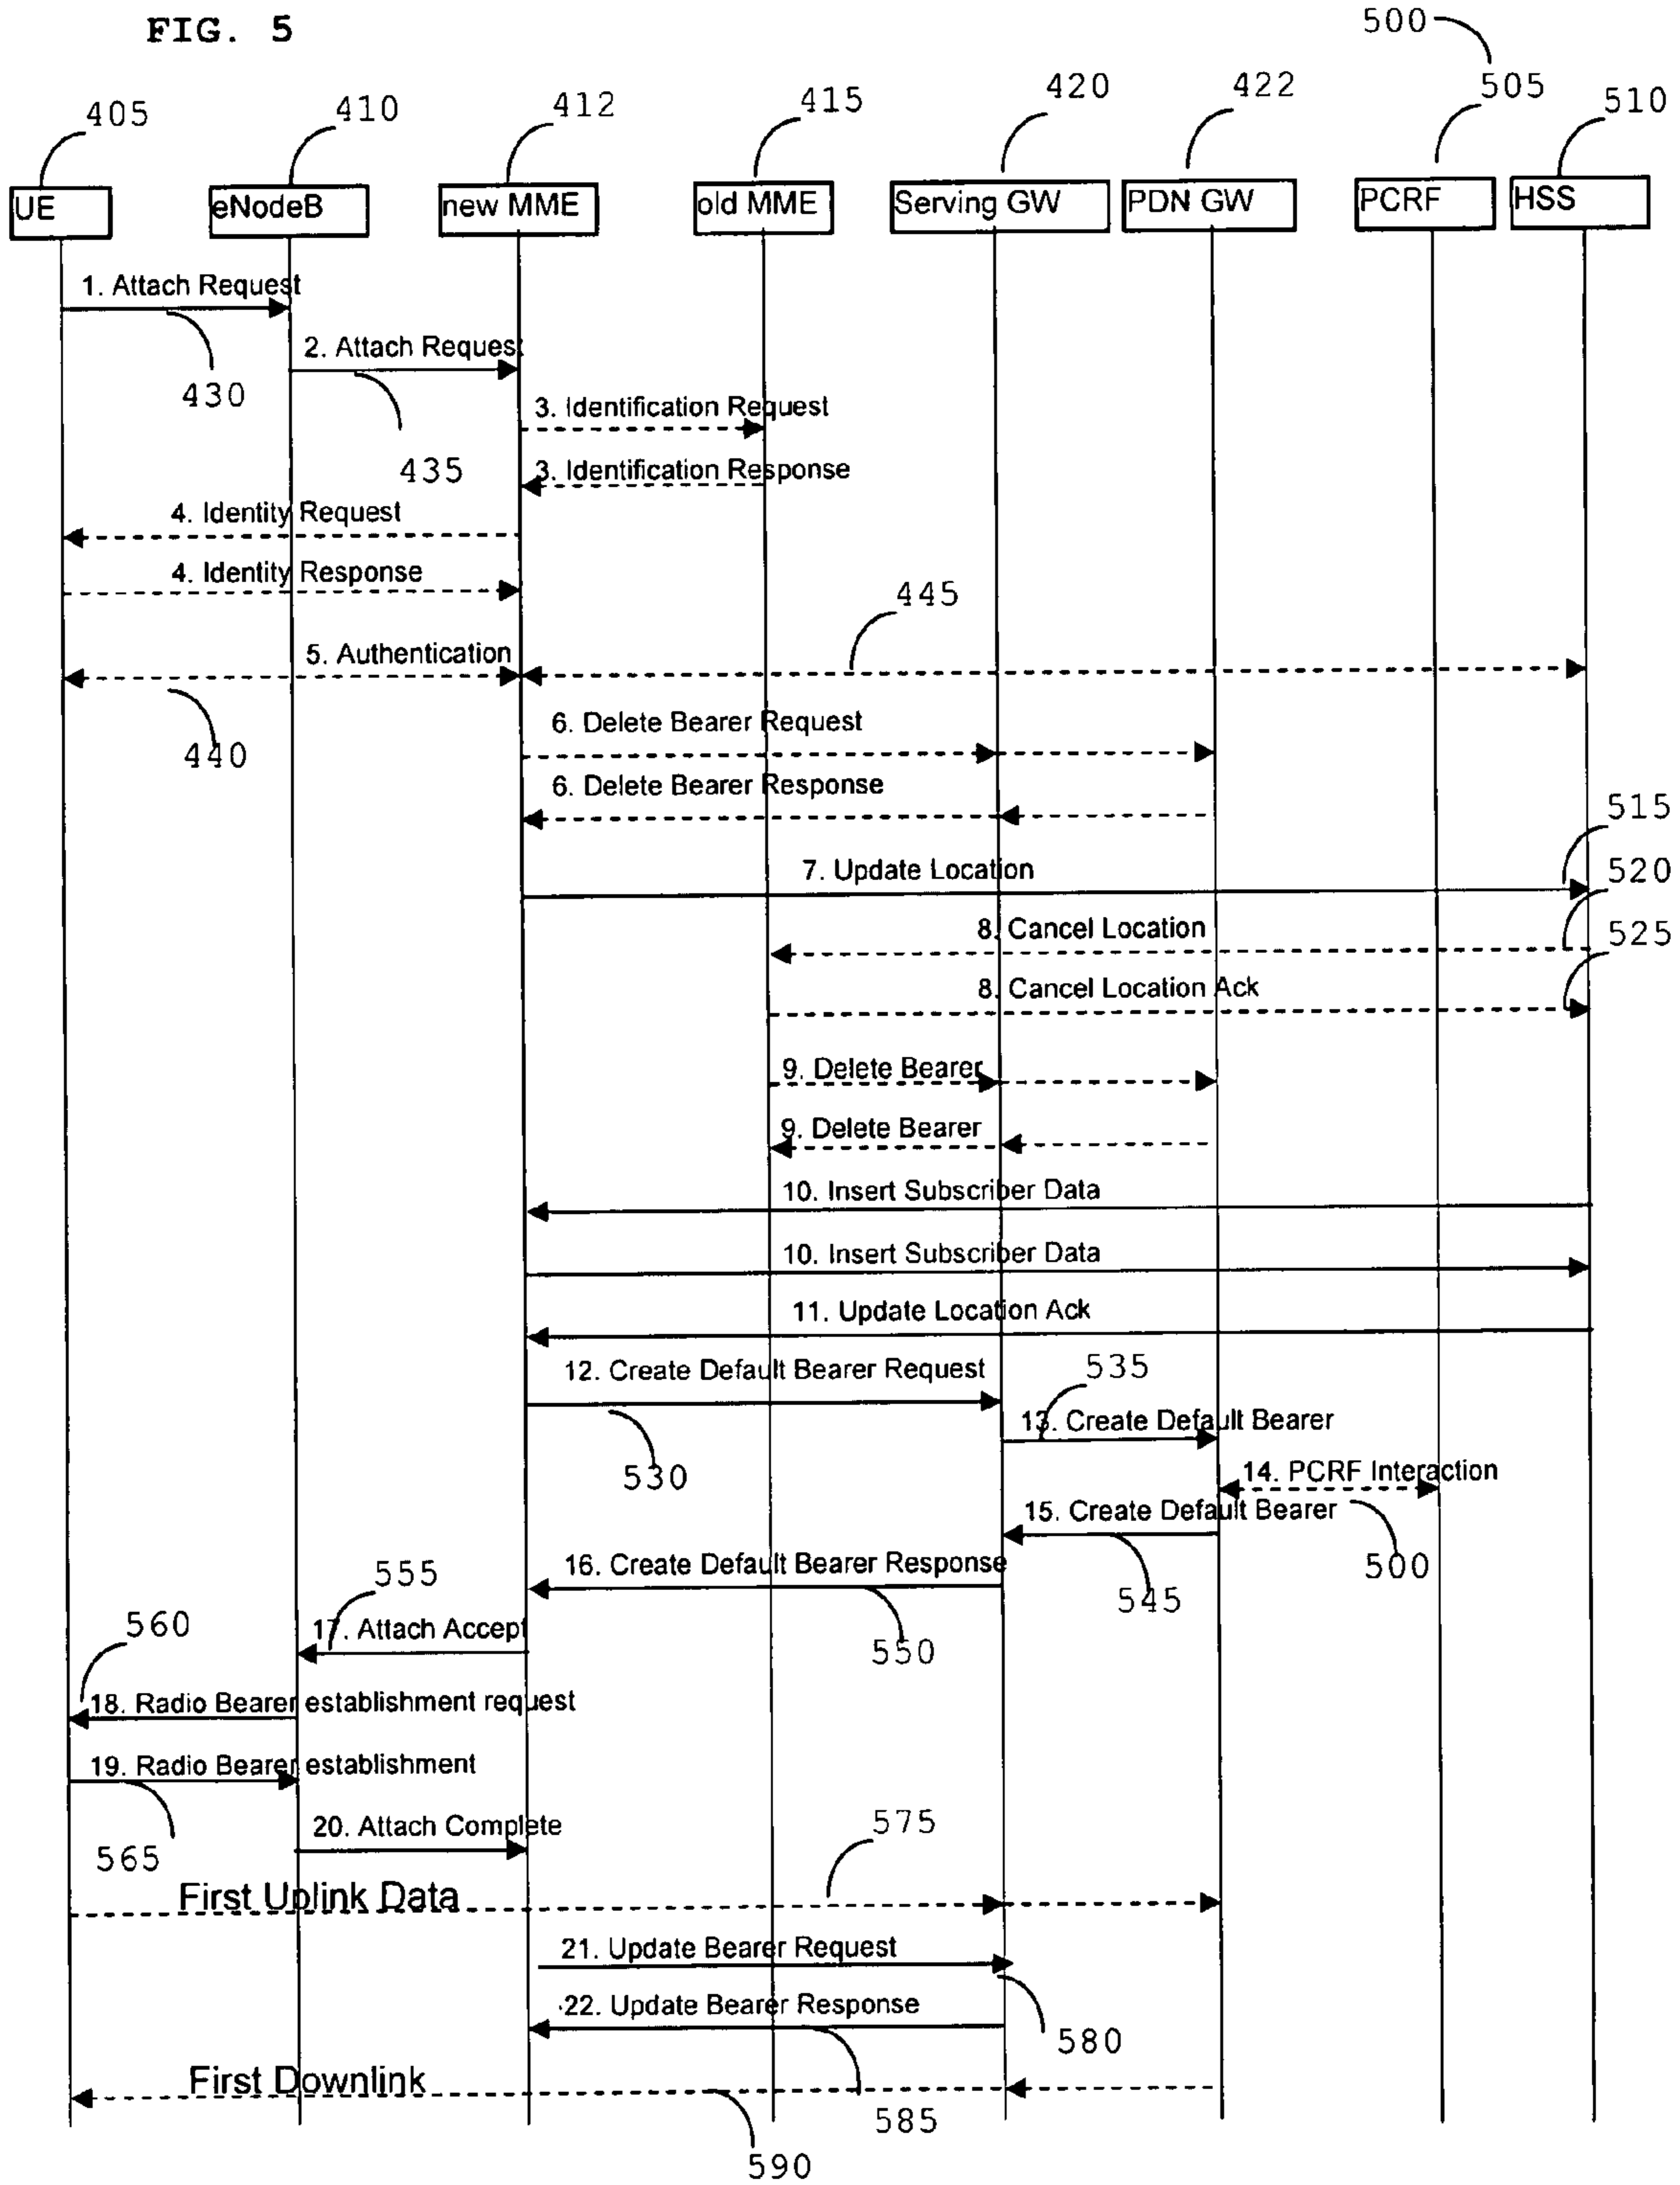 FIG. 5
500
405
410
412
415
420
422
505
510
UE
eNodeB
new MME
old MME
Serving GW
PDN GW
PCRF
HSS
1. Attach Request
430
2. Attach Request
435
3. Identification Request
3. Identification Response
4. Identity Request
4. Identity Response
445
5. Authentication
440
6. Delete Bearer Request
6. Delete Bearer Response
515
7. Update Location
520
8. Cancel Location
525
8. Cancel Location Ack
9. Delete Bearer
9. Delete Bearer
10. Insert Subscriber Data
10. Insert Subscriber Data
11. Update Location Ack
12. Create Default Bearer Request
535
13. Create Default Bearer
530
14. PCRF Interaction
15. Create Default Bearer
500
16. Create Default Bearer Response
555
545
560
17. Attach Accept
550
18. Radio Bearer establishment request
19. Radio Bearer establishment
20. Attach Complete
575
565
First Uplink Data
21. Update Bearer Request
22. Update Bearer Response
580
First Downlink
585
590